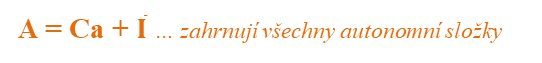 A = Ca + Ī … zahrnují všechny autonomní složky